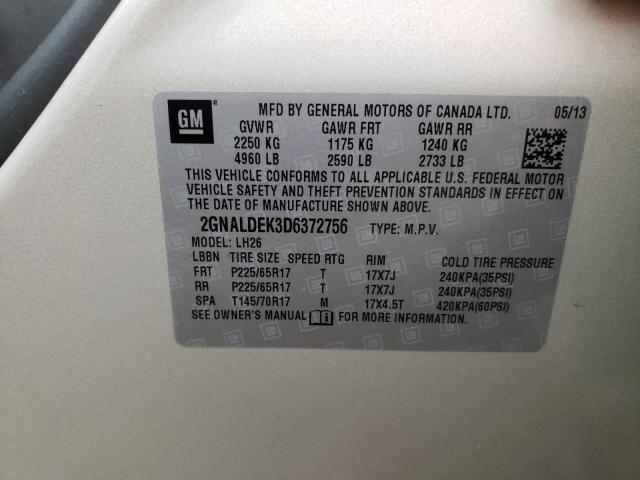 GM ® MFD BY GENERAL MOTORS OF CANADA LTD. 05/13
GVWR GAWR FRT GAWR RR
2250 KG 1175 KG 1240 KG
4960 LB 2590 LB 2733 LB
THIS VEHICLE CONFORMS TO ALL APPLICABLE U.S. FEDERAL MOTOR
VEHICLE SAFETY AND THEFT PREVENTION STANDARDS IN EFFECT ON
THE DATE OF MANUFACTURE SHOWN ABOVE.
2GNALDEK3D6372756 TYPE: M.P.V.
MODEL: LH26
LBBN TIRE SIZE SPEED RTG RIM COLD TIRE PRESSURE
FRT P225/65R17 T 17X7J 240KPA(35PSI)
RR P225/65R17 T 17X7J 240KPA(35PSI)
SPA T145/70R17 M 17X4.5T 420KPA(60PSI)
SEE OWNER'S MANUAL FOR MORE INFORMATION.